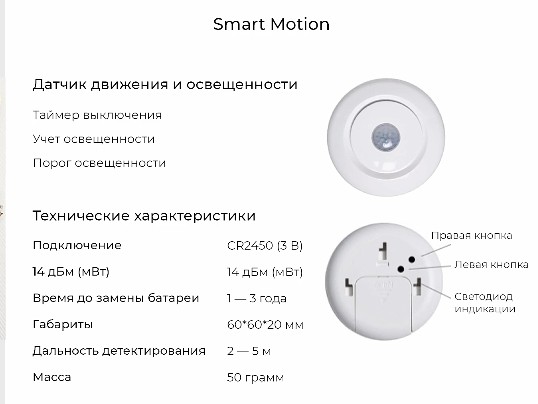 Smart Motion
Датчик движения и освещенности
Таймер выключения
Учет освещенности
Порог освещенности
Технические характеристики
Подключение CR2450 (3 В)
14 дБм (мВт) 14 дБм (мВт)
Время до замены батареи 1 — 3 года
Габариты 60*60*20 мм
Дальность детектирования 2 — 5 м
Масса 50 грамм
Правая кнопка
Левая кнопка
Светодиод
индикации